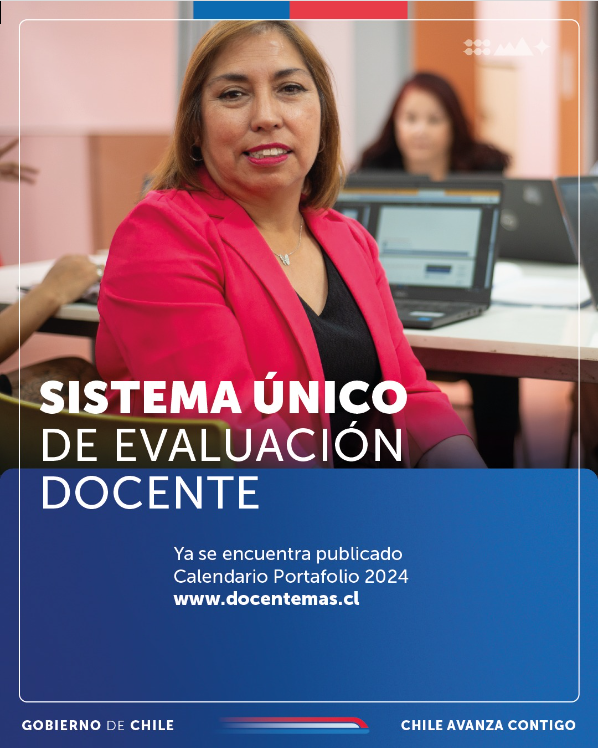 SISTEMA ÚNICO
DE EVALUACIÓN
DOCENTE
Ya se encuentra publicado
Calendario Portafolio 2024
www.docentemas.cl
GOBIERNO DE CHILE
CHILE AVANZA CONTIGO